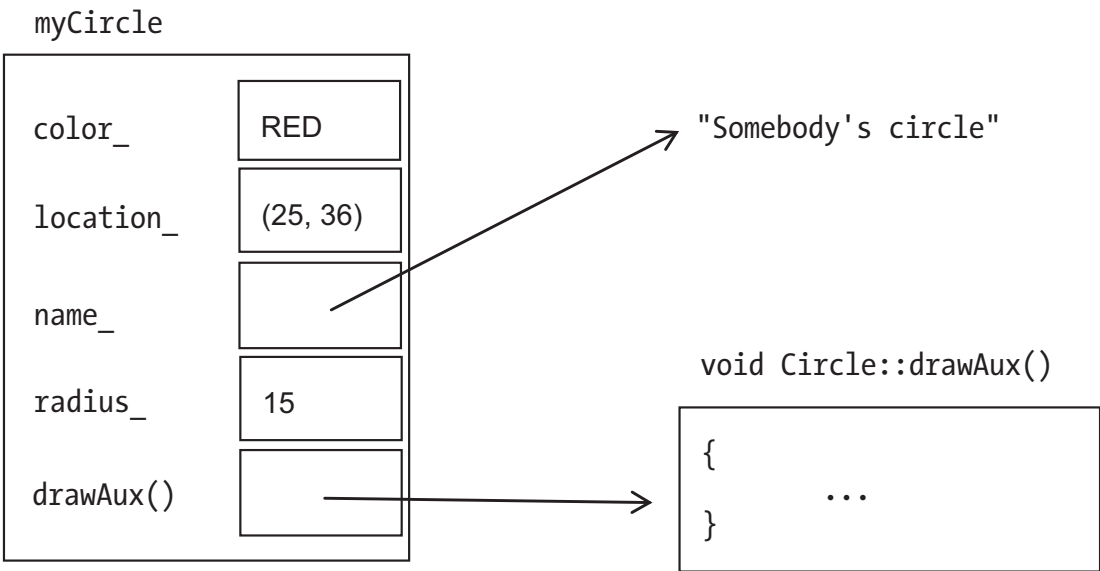 myCircle
color_ RED
location_ (25, 36)
name_
radius_ 15
drawAux()
"Somebody's circle"
void Circle::drawAux()
{
...
}